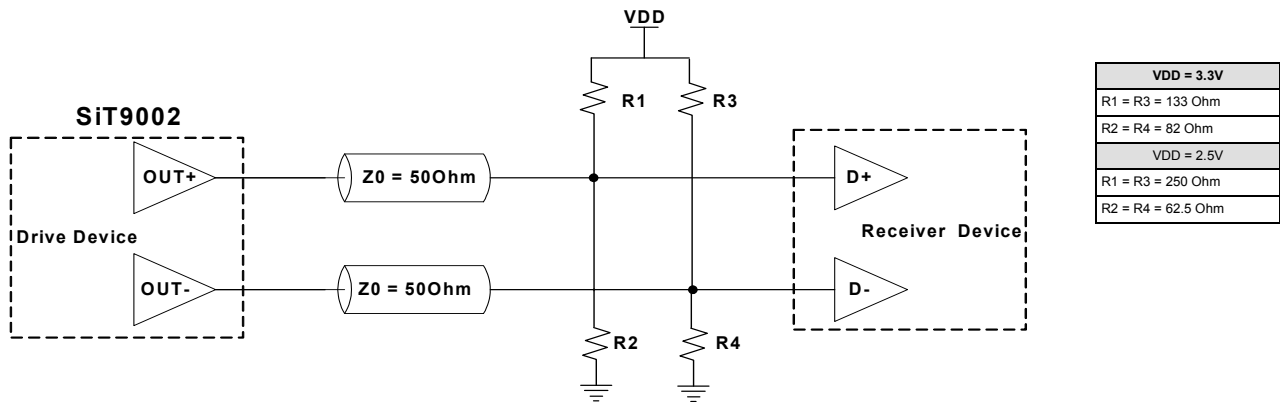 VDD
R1
R3
SiT9002
OUT+
Z0 = 50Ohm
D+
Drive Device
Receiver Device
OUT-
Z0 = 50Ohm
D-
R2
R4
VDD = 3.3V
R1 = R3 = 133 Ohm
R2 = R4 = 82 Ohm
VDD = 2.5V
R1 = R3 = 250 Ohm
R2 = R4 = 62.5 Ohm